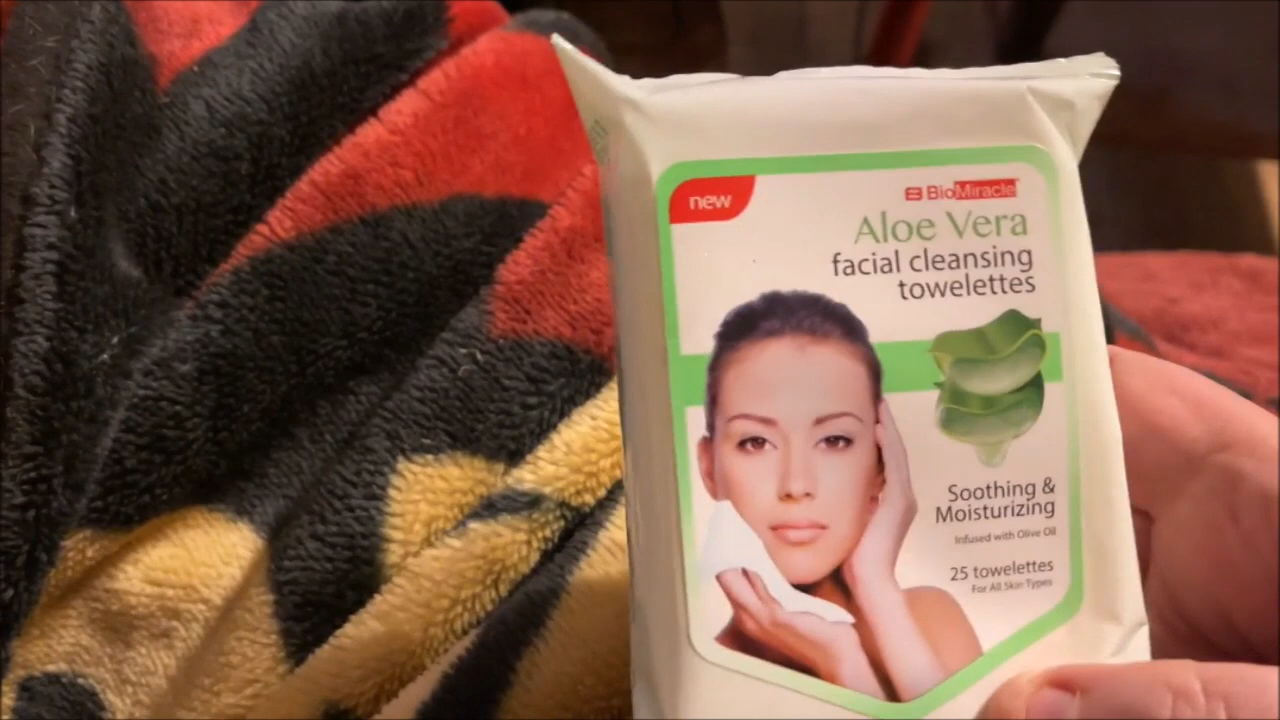 new
BioMiracle
Aloe Vera
facial cleansing
towelettes
Soothing &
Moisturizing
Infused with Olive Oil
25 towelettes
For All Skin Types